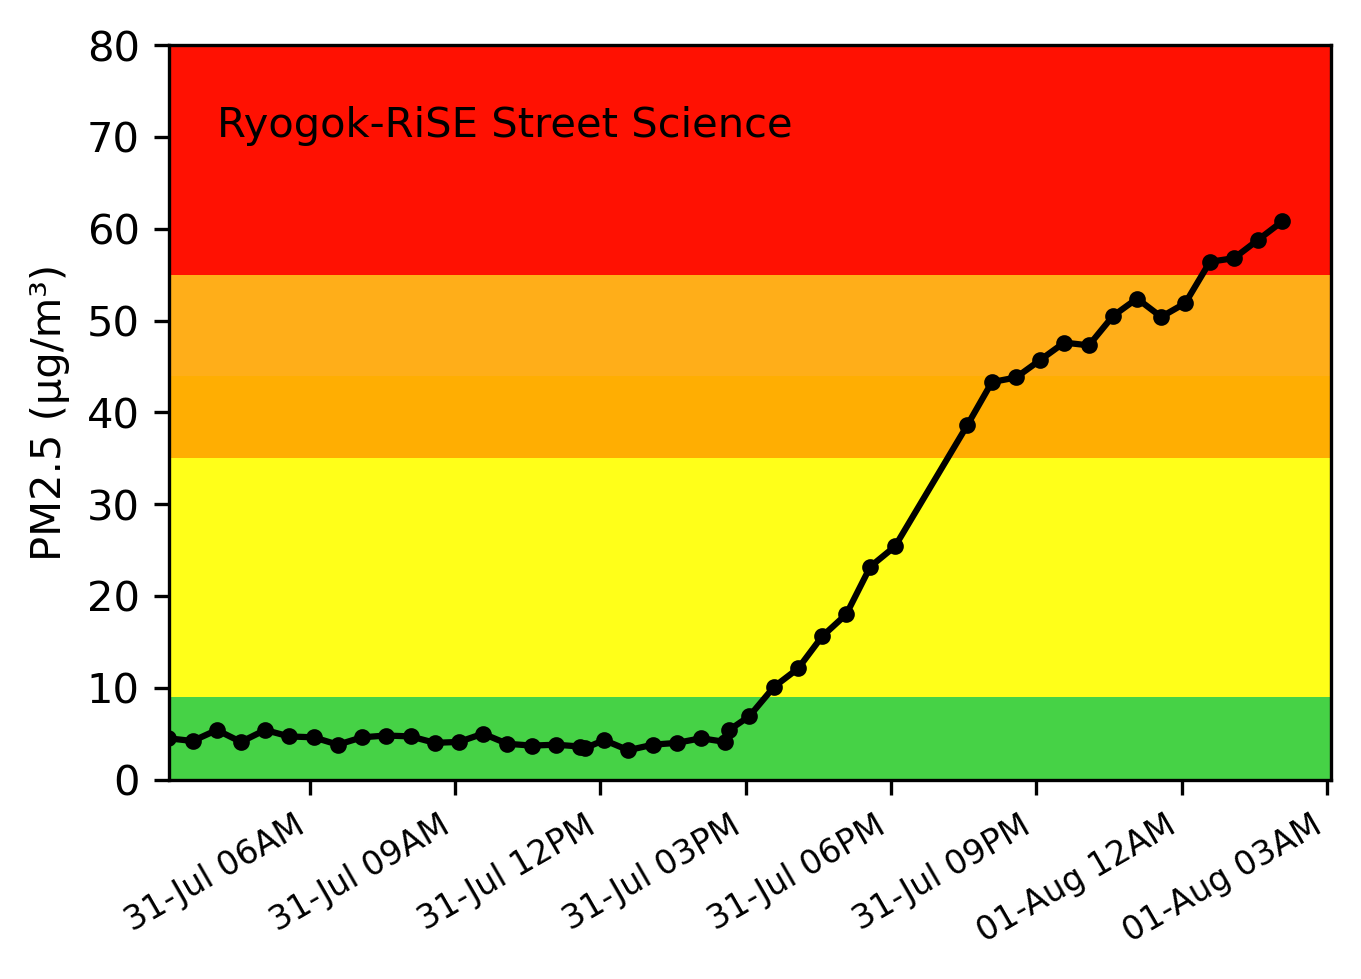 80
Ryogok-RiSE Street Science
70
60
50
40
30
20
10
0
PM2.5 (µg/m³)
31-Jul 06AM
31-Jul 09AM
31-Jul 12PM
31-Jul 03PM
31-Jul 06PM
31-Jul 09PM
01-Aug 12AM
01-Aug 03AM